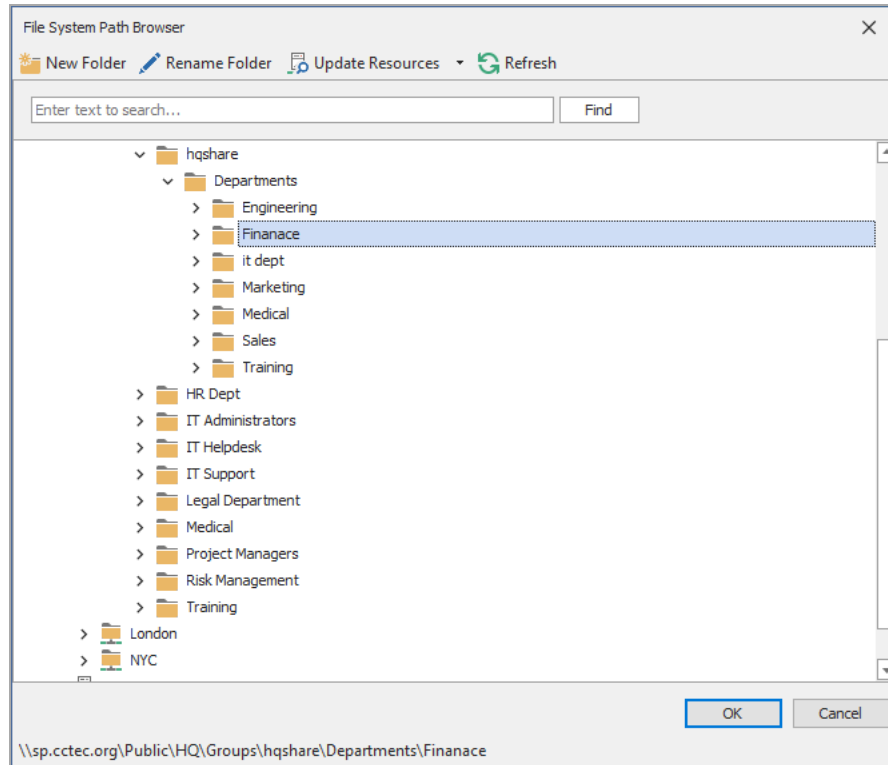 File System Path Browser
New Folder Rename Folder Update Resources Refresh
Enter text to search... Find
hqshare
Departments
Engineering
Finanace
it dept
Marketing
Medical
Sales
Training
HR Dept
IT Administrators
IT Helpdesk
IT Support
Legal Department
Medical
Project Managers
Risk Management
Training
London
NYC
OK Cancel
\\sp.cctec.org\Public\HQ\Groups\hqshare\Departments\Finanace